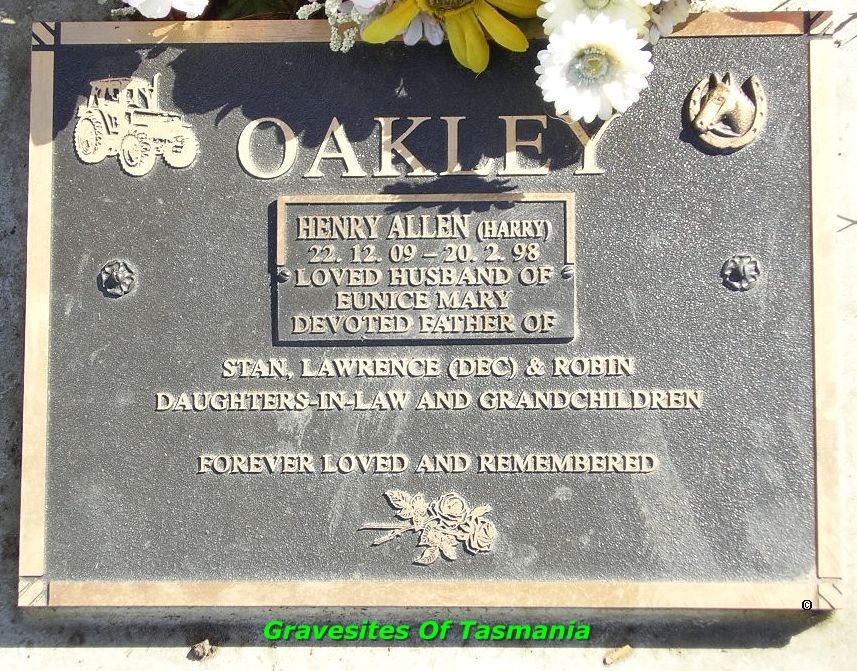 OAKLEY
HENRY ALLEN (HARRY)
22. 12. 09 – 20. 2. 98
LOVED HUSBAND OF
EUNICE MARY
DEVOTED FATHER OF
STAN, LAWRENCE (DEC) & ROBIN
DAUGHTERS-IN-LAW AND GRANDCHILDREN
FOREVER LOVED AND REMEMBERED
©
Gravesites Of Tasmania